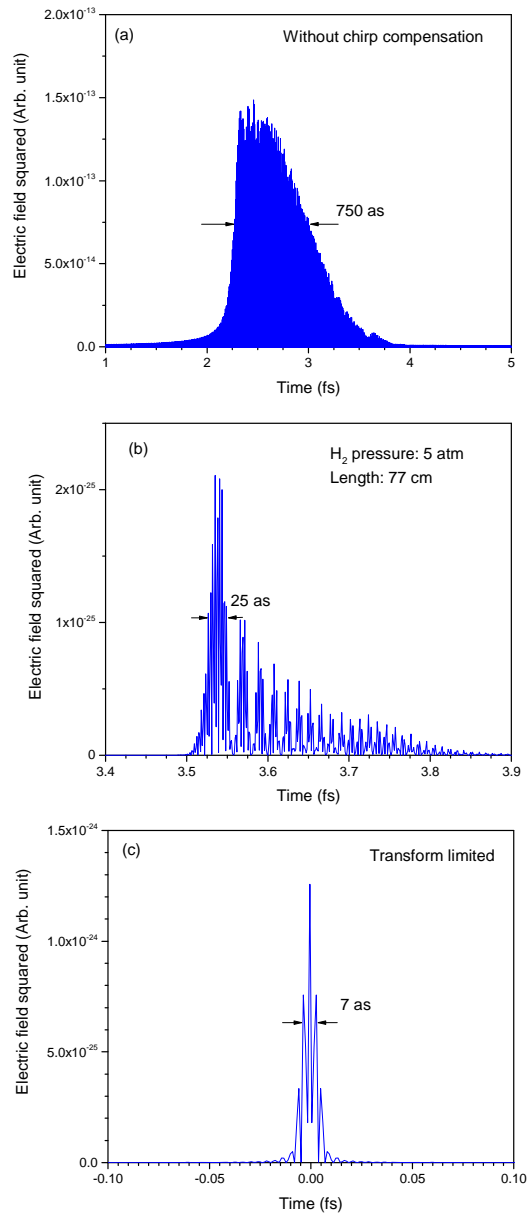 (a)
Without chirp compensation
Electric field squared (Arb. unit)
2.0x10^-13
1.5x10^-13
1.0x10^-13
5.0x10^-14
0.0
750 as
1 2 3 4 5
Time (fs)
(b)
H₂ pressure: 5 atm
Length: 77 cm
Electric field squared (Arb. unit)
2x10^-25
1x10^-25
0
25 as
3.4 3.5 3.6 3.7 3.8 3.9
Time (fs)
(c)
Transform limited
Electric field squared (Arb. unit)
1.5x10^-24
1.0x10^-24
5.0x10^-25
0.0
7 as
-0.10 -0.05 0.00 0.05 0.10
Time (fs)